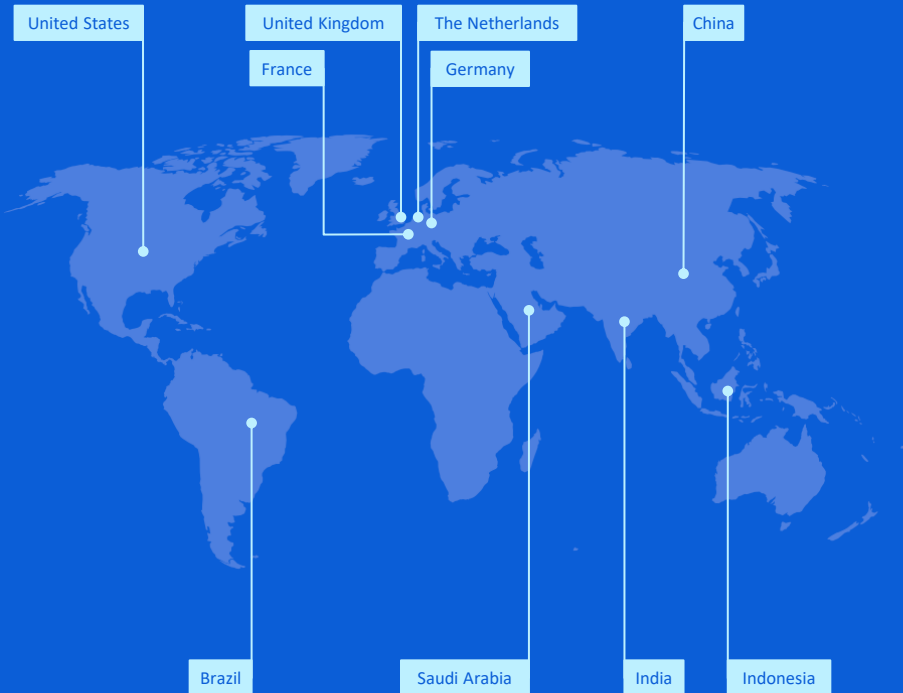 United States
United Kingdom
The Netherlands
China
France
Germany
Brazil
Saudi Arabia
India
Indonesia